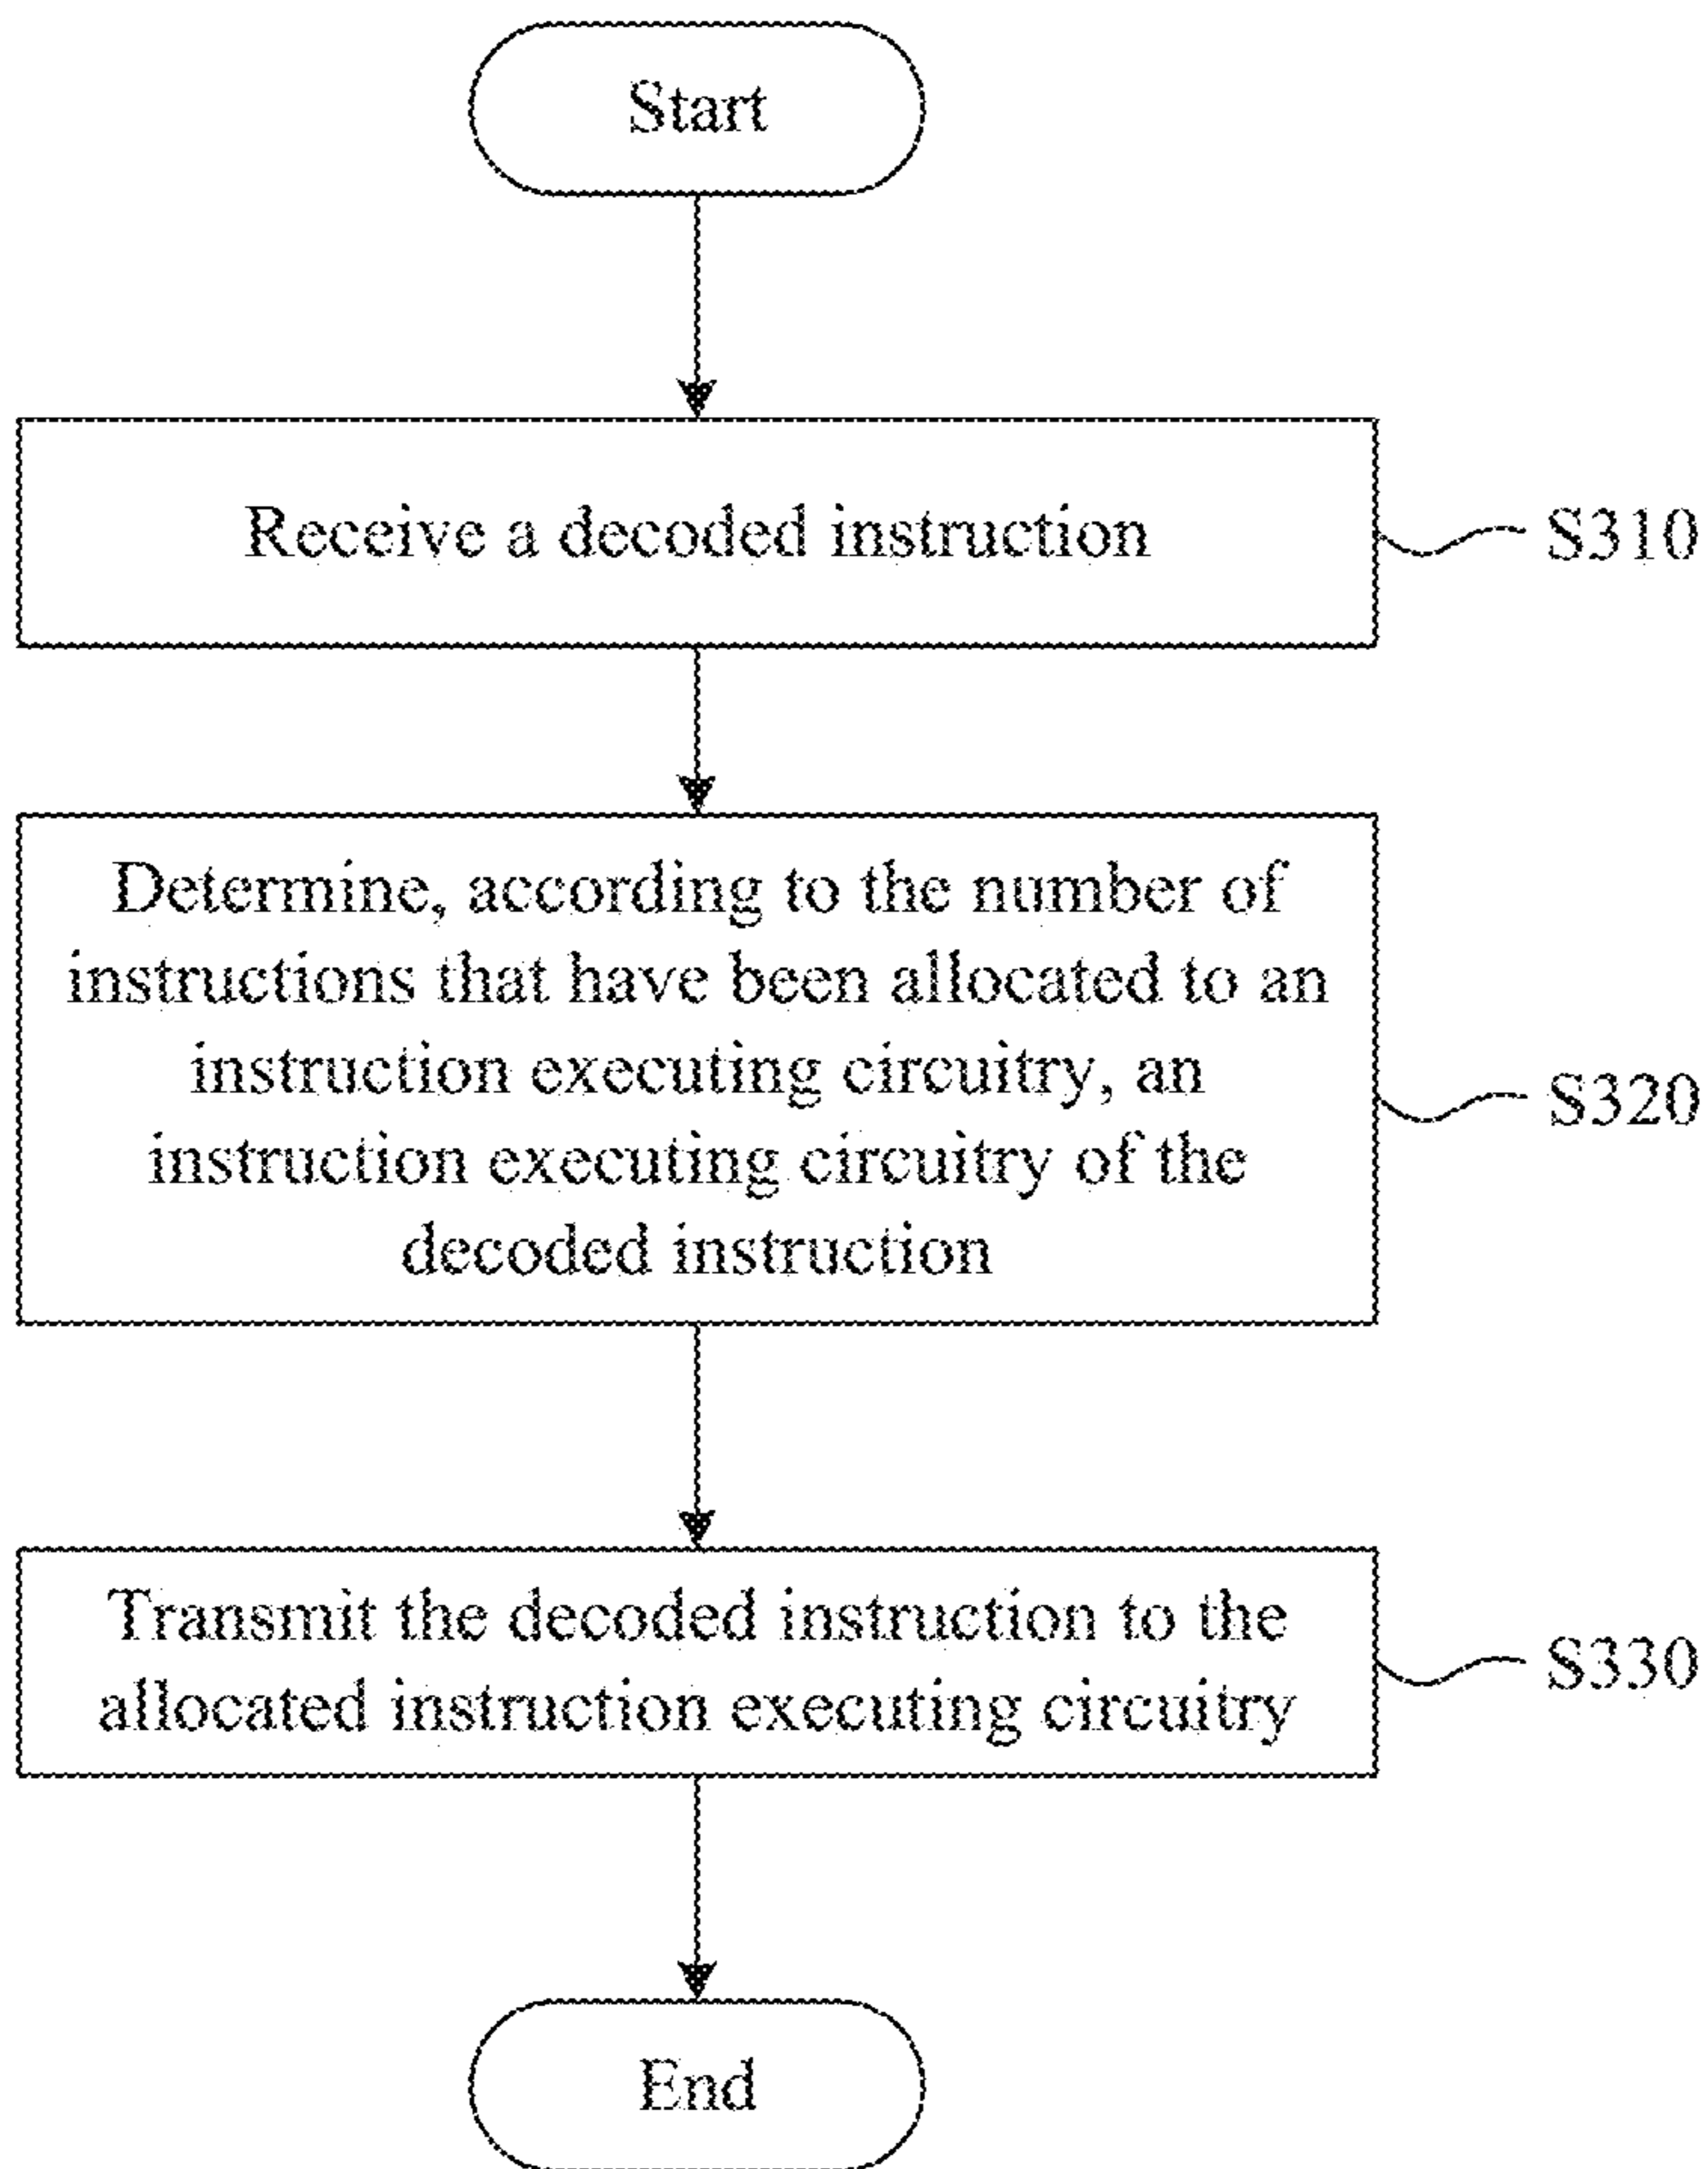 Start
Receive a decoded instruction
S310
Determine, according to the number of
instructions that have been allocated to an
instruction executing circuitry, an
instruction executing circuitry of the
decoded instruction
S320
Transmit the decoded instruction to the
allocated instruction executing circuitry
S330
End